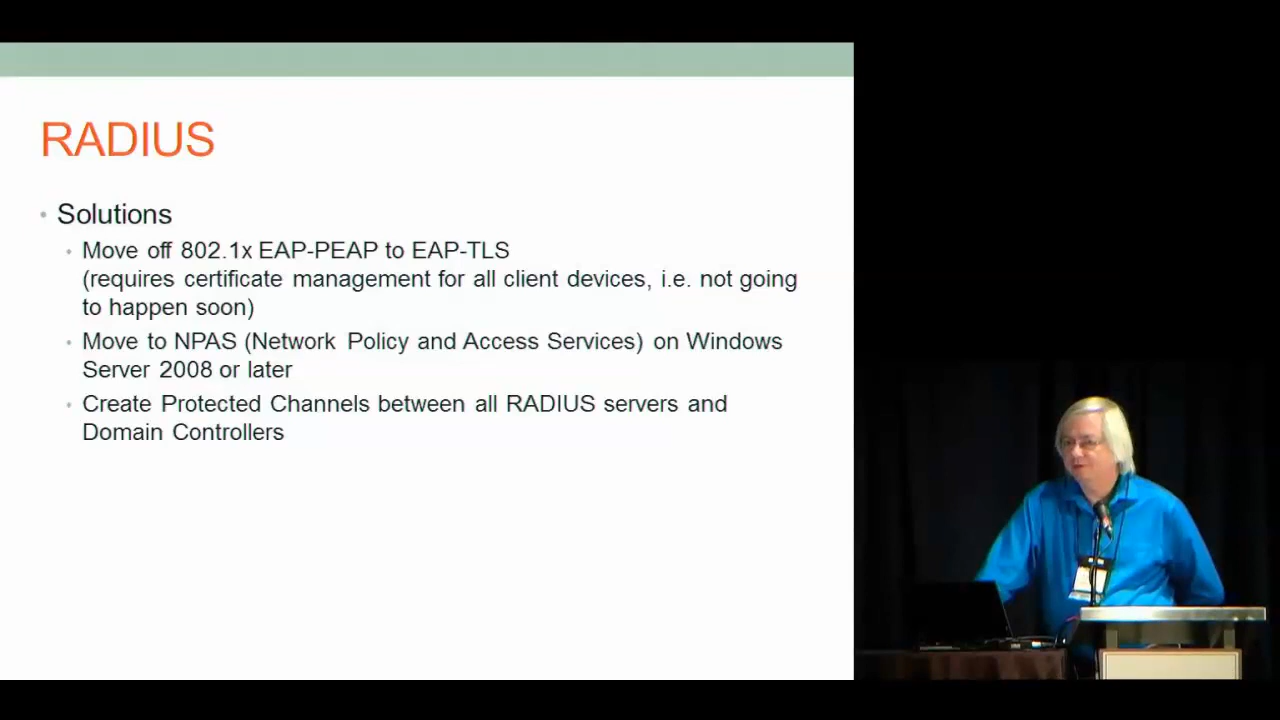 RADIUS
• Solutions
• Move off 802.1x EAP-PEAP to EAP-TLS
(requires certificate management for all client devices, i.e. not going
to happen soon)
• Move to NPAS (Network Policy and Access Services) on Windows
Server 2008 or later
• Create Protected Channels between all RADIUS servers and
Domain Controllers